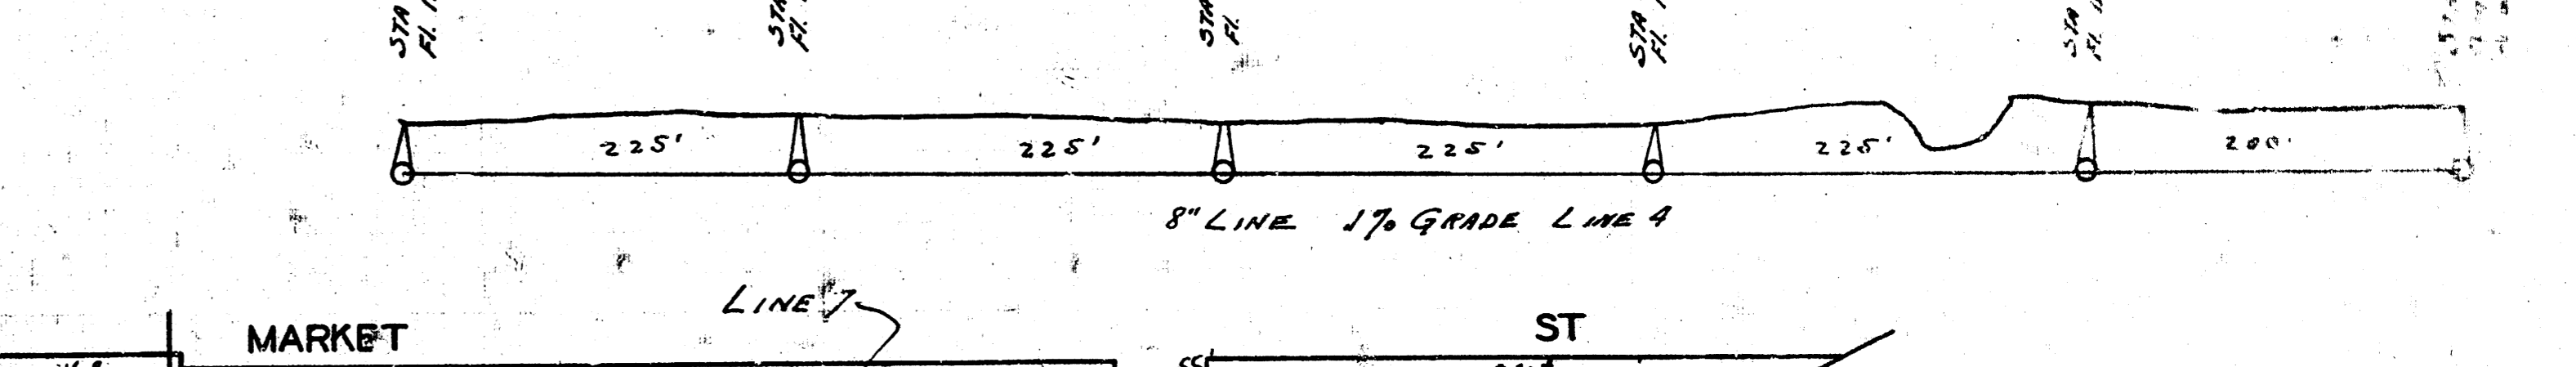 STA
Fl.
STA
Fl.
STA
Fl.
STA
Fl.
STA
Fl.
225'
225'
225'
225'
200'
8" LINE 1% GRADE LINE 4
LINE 7
MARKET
ST